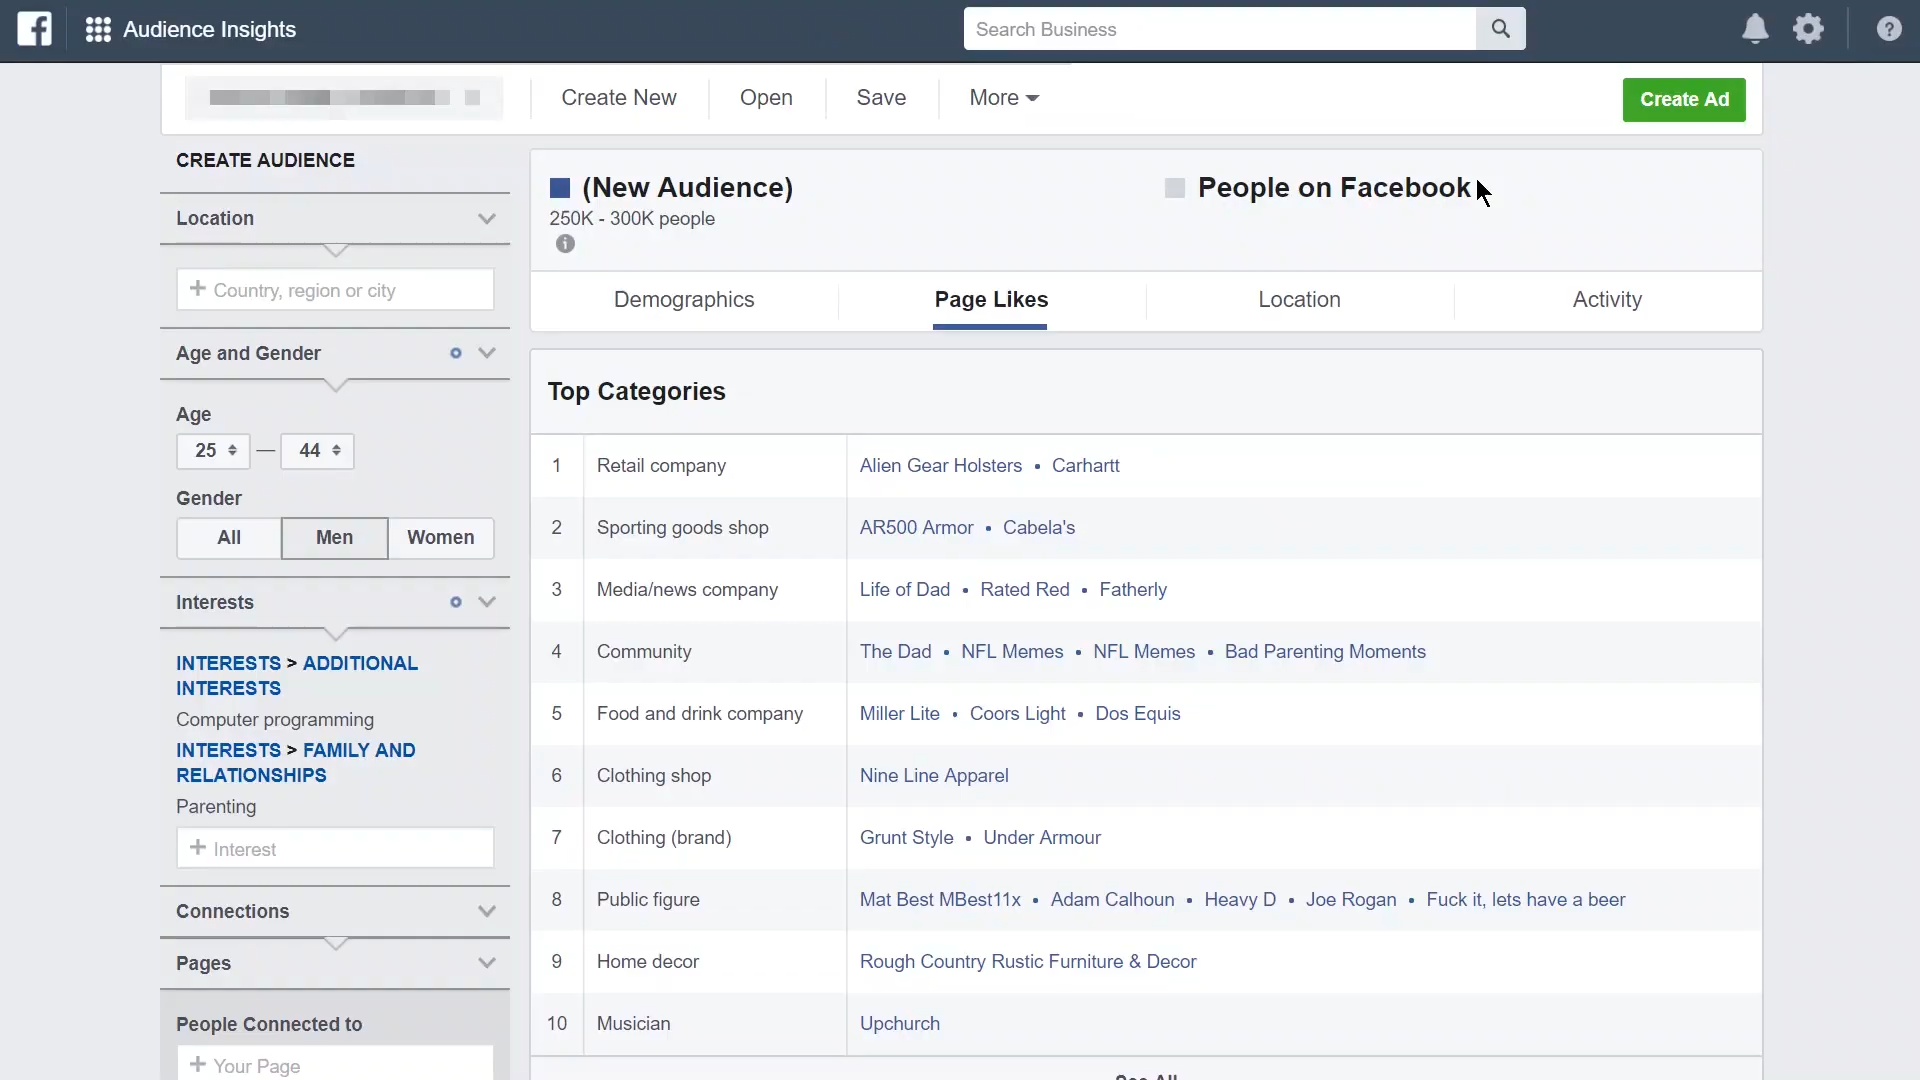 f Audience Insights Search Business ?
Create New Open Save More Create Ad
CREATE AUDIENCE
Location
+ Country, region or city
Age and Gender
Age
25 — 44
Gender
All Men Women
Interests
INTERESTS > ADDITIONAL
INTERESTS
Computer programming
INTERESTS > FAMILY AND
RELATIONSHIPS
Parenting
+ Interest
Connections
Pages
People Connected to
+ Your Page
(New Audience)
250K - 300K people
i
People on Facebook
Demographics Page Likes Location Activity
Top Categories
1 Retail company Alien Gear Holsters • Carhartt
2 Sporting goods shop AR500 Armor • Cabela's
3 Media/news company Life of Dad • Rated Red • Fatherly
4 Community The Dad • NFL Memes • NFL Memes • Bad Parenting Moments
5 Food and drink company Miller Lite • Coors Light • Dos Equis
6 Clothing shop Nine Line Apparel
7 Clothing (brand) Grunt Style • Under Armour
8 Public figure Mat Best MBest11x • Adam Calhoun • Heavy D • Joe Rogan • Fuck it, lets have a beer
9 Home decor Rough Country Rustic Furniture & Decor
10 Musician Upchurch
See All